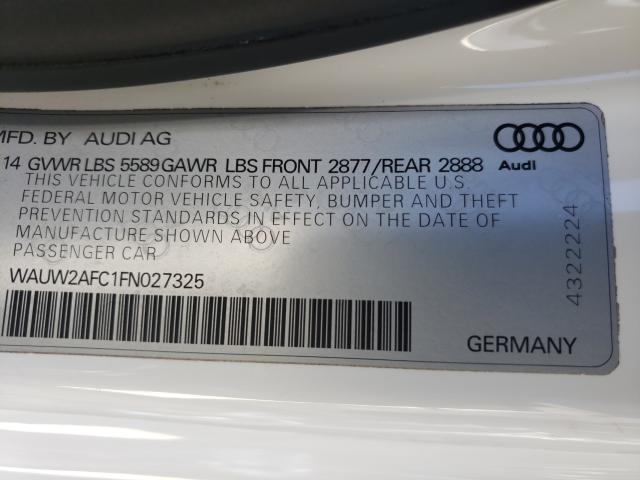 MFD. BY AUDI AG
14 GVWR LBS 5589 GAWR LBS FRONT 2877/REAR 2888
Audi
THIS VEHICLE CONFORMS TO ALL APPLICABLE U.S.
FEDERAL MOTOR VEHICLE SAFETY, BUMPER AND THEFT
PREVENTION STANDARDS IN EFFECT ON THE DATE OF
MANUFACTURE SHOWN ABOVE
PASSENGER CAR
WAUW2AFC1FN027325
GERMANY
4322224